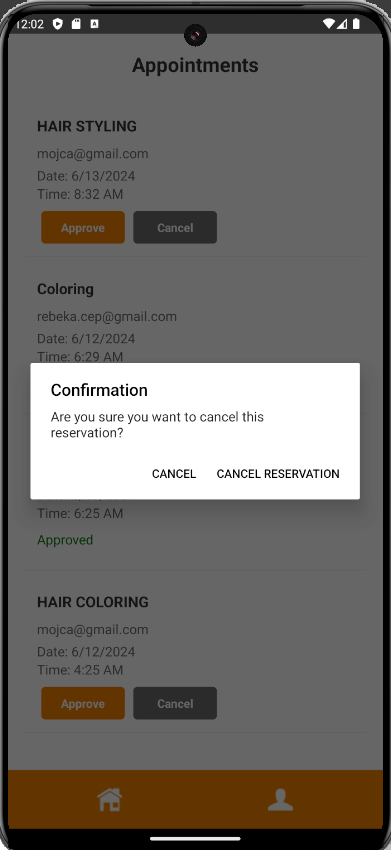 12:02
Appointments
HAIR STYLING
mojca@gmail.com
Date: 6/13/2024
Time: 8:32 AM
Approve Cancel
Coloring
rebeka.cep@gmail.com
Date: 6/12/2024
Time: 6:29 AM
Confirmation
Are you sure you want to cancel this
reservation?
CANCEL CANCEL RESERVATION
Time: 6:25 AM
Approved
HAIR COLORING
mojca@gmail.com
Date: 6/12/2024
Time: 4:25 AM
Approve Cancel